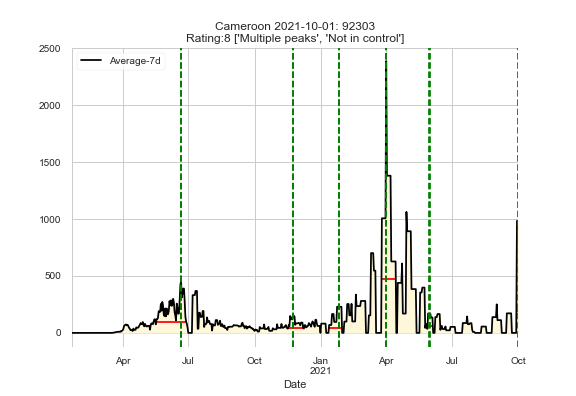 Cameroon 2021-10-01: 92303
Rating:8 ['Multiple peaks', 'Not in control']
Average-7d
2500
2000
1500
1000
500
0
Apr Jul Oct Jan Apr Jul Oct
2021
Date